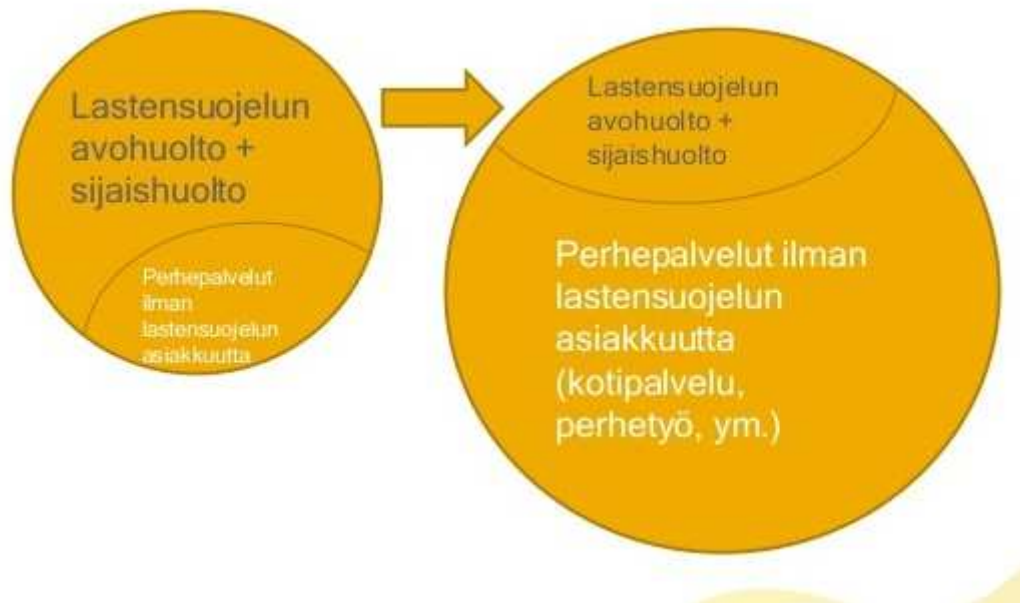 Lastensuojelun
avohuolto +
sijaishuolto
Perhepalvelut
ilman
lastensuojelun
asiakkuutta
Lastensuojelun
avohuolto +
sijaishuolto
Perhepalvelut ilman
lastensuojelun
asiakkuutta
(kotipalvelu,
perhetyö, ym.)